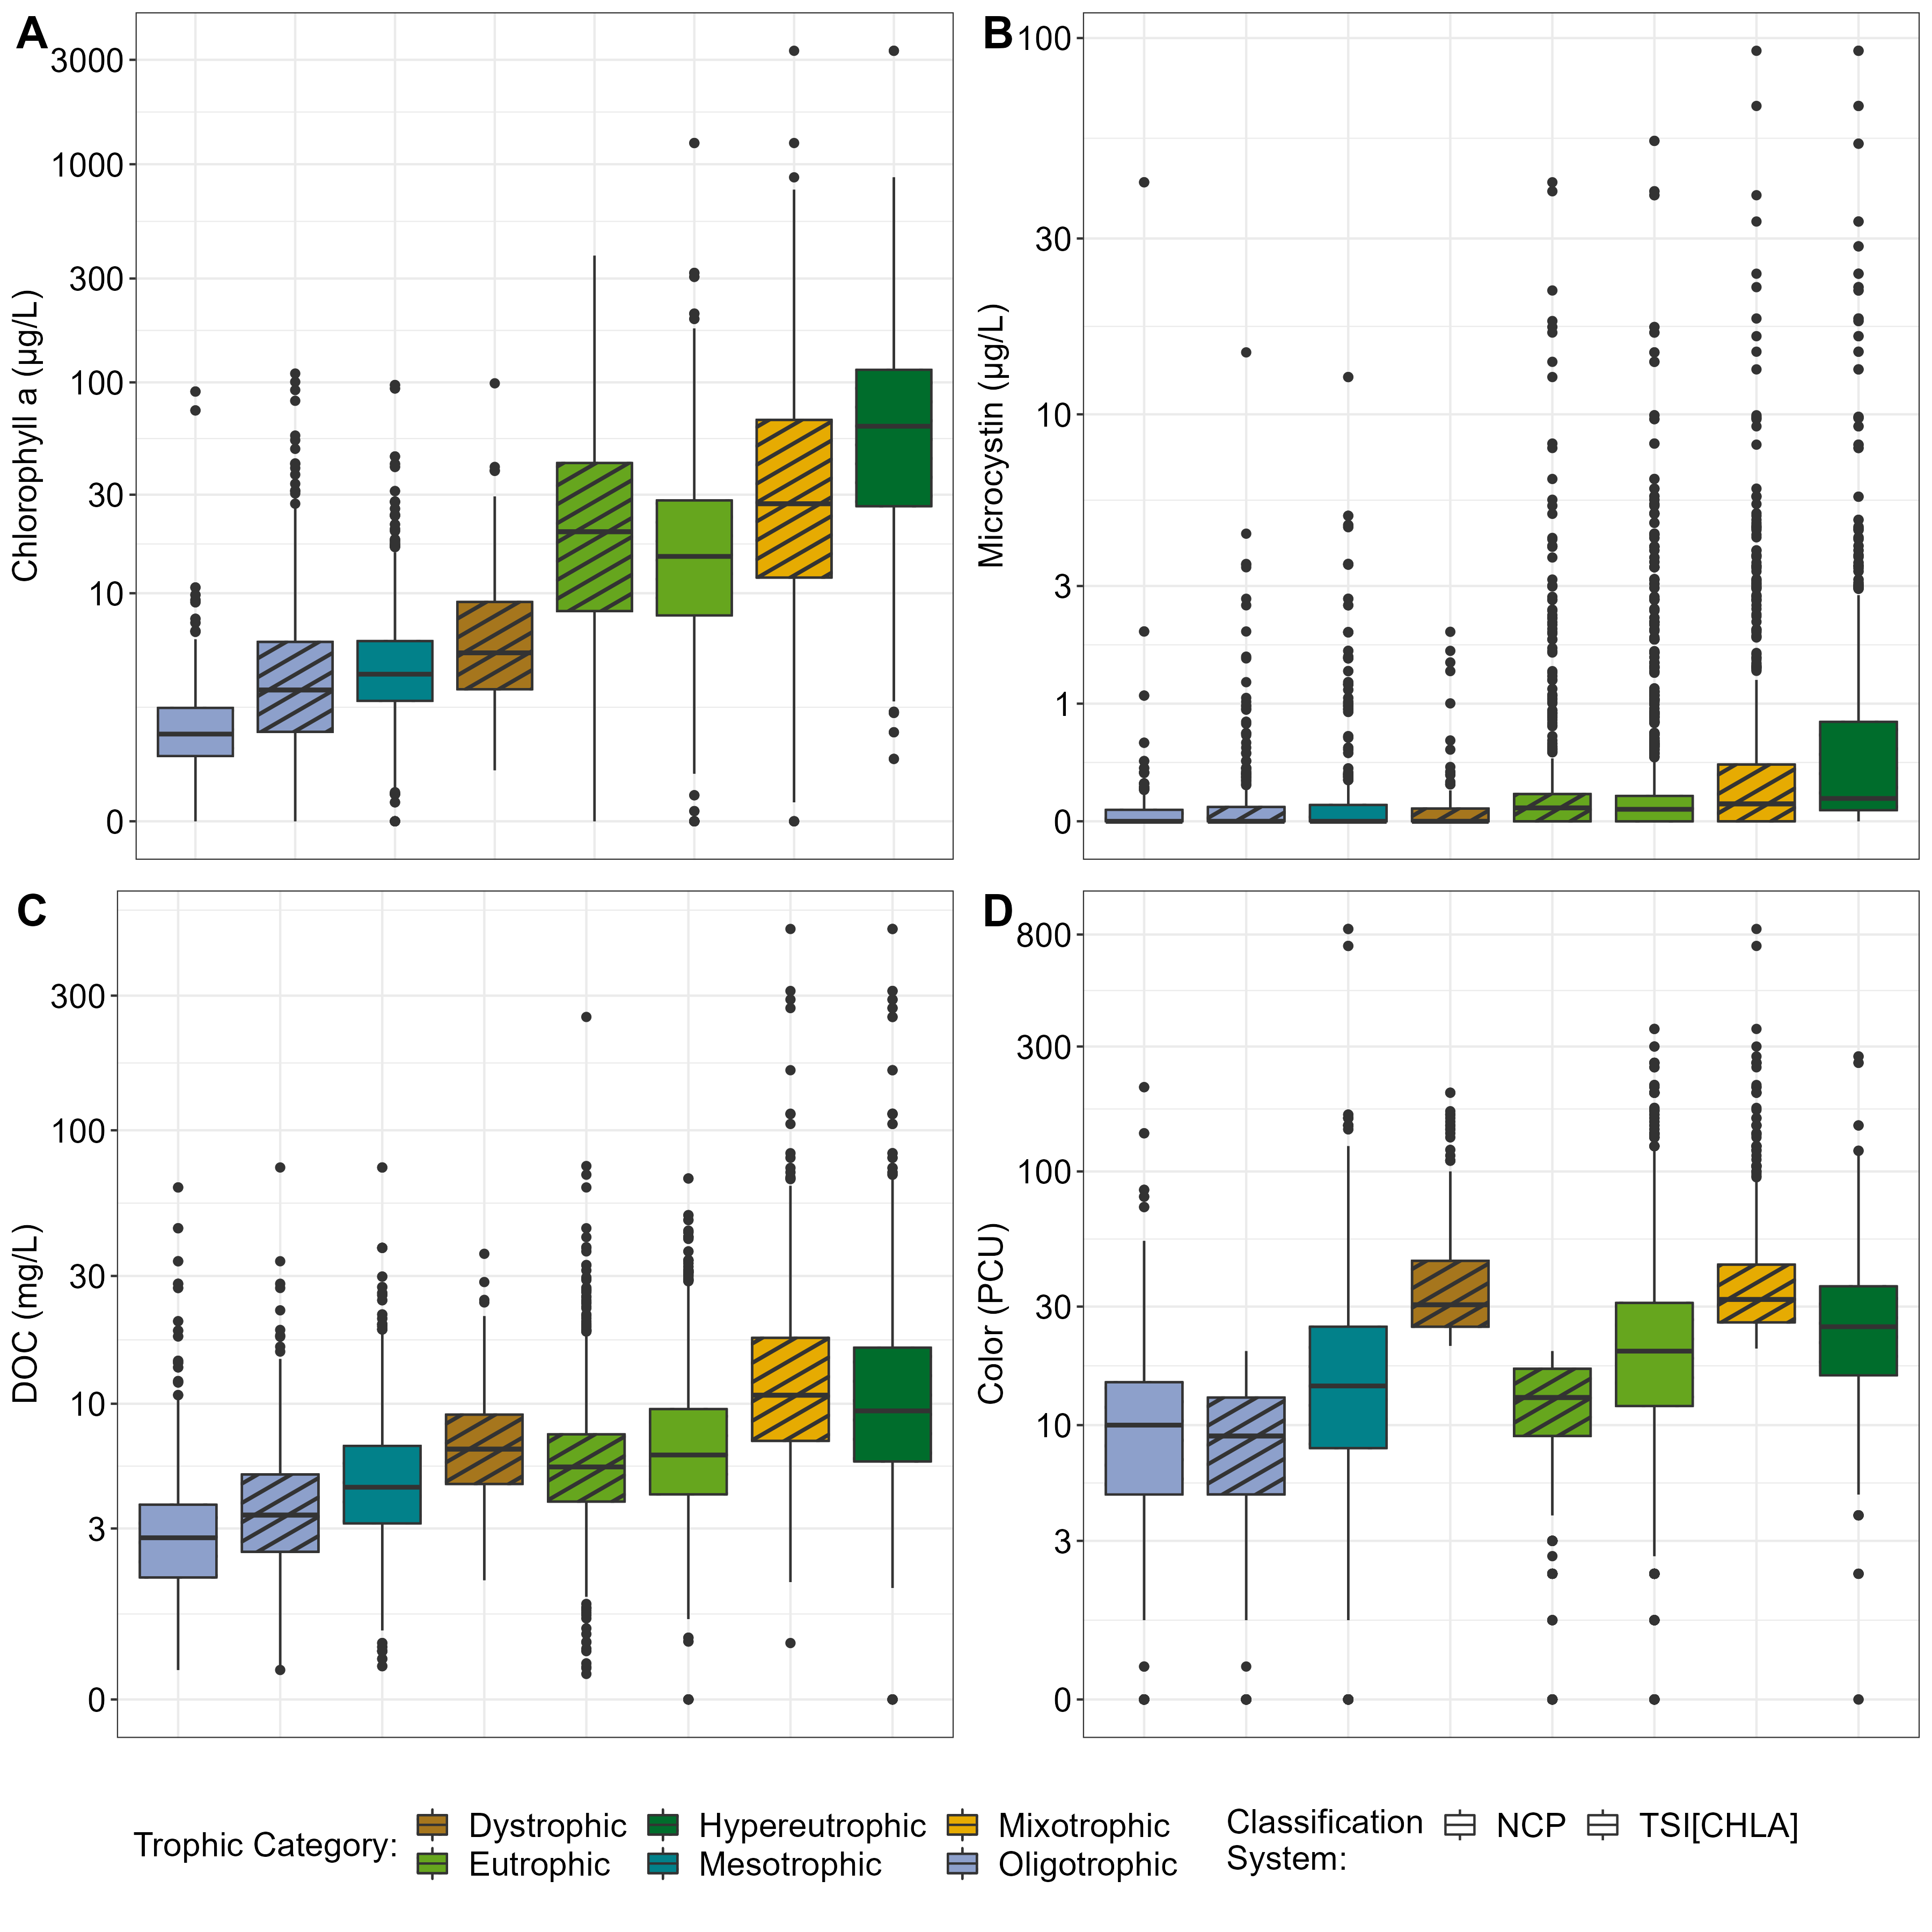 A
3000
1000
300
100
30
10
0
Chlorophyll a (µg/L)
B
100
30
10
3
1
0
Microcystin (µg/L)
C
300
100
30
10
3
0
DOC (mg/L)
D
800
300
100
30
10
3
0
Color (PCU)
Trophic Category:
Dystrophic
Hypereutrophic
Mixotrophic
Eutrophic
Mesotrophic
Oligotrophic
Classification
System:
NCP
TSI[CHLA]